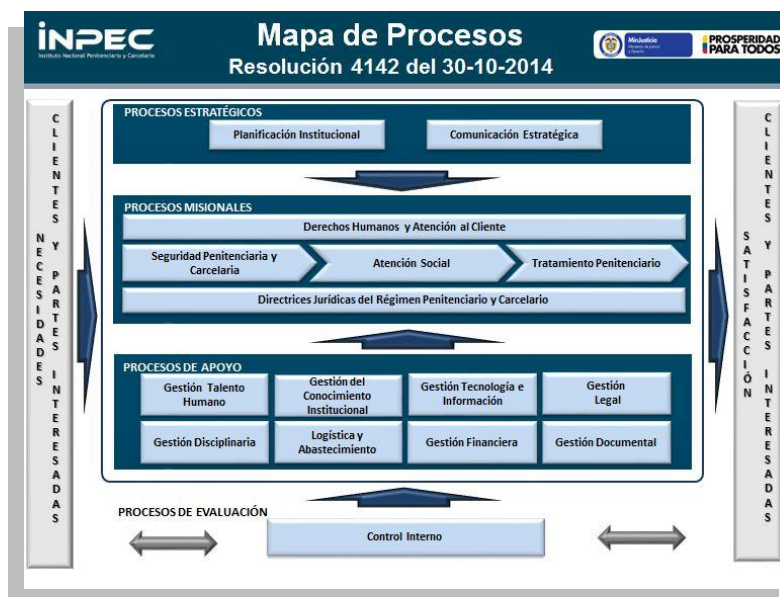 INPEC
Instituto Nacional Penitenciario y Carcelario
Mapa de Procesos
Resolución 4142 del 30-10-2014
MinJusticia
PROSPERIDAD
PARA TODOS
NECESIDADES
CLIENTES Y PARTES INTERESADAS
PROCESOS ESTRATÉGICOS
Planificación Institucional
Comunicación Estratégica
PROCESOS MISIONALES
Derechos Humanos y Atención al Cliente
Seguridad Penitenciaria y
Carcelaria
Atención Social
Tratamiento Penitenciario
Directrices Jurídicas del Régimen Penitenciario y Carcelario
PROCESOS DE APOYO
Gestión Talento
Humano
Gestión del
Conocimiento
Institucional
Gestión Tecnología e
Información
Gestión
Legal
Gestión Disciplinaria
Logística y
Abastecimiento
Gestión Financiera
Gestión Documental
PROCESOS DE EVALUACIÓN
Control Interno
SATISFACCIÓN
CLIENTES Y PARTES INTERESADAS